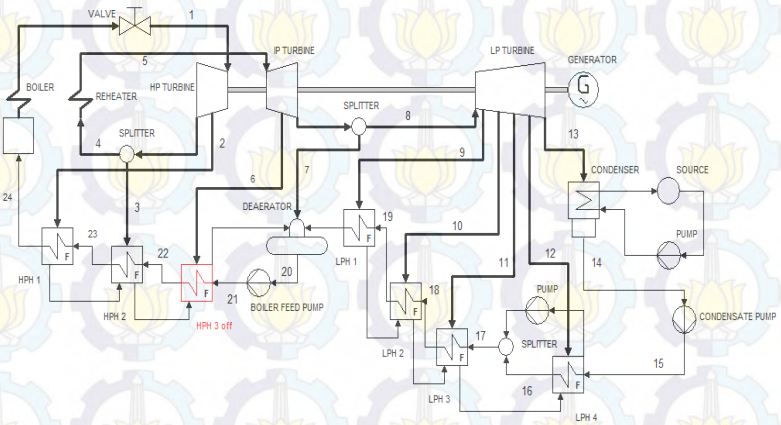 VALVE
1
5
IP TURBINE
LP TURBINE
GENERATOR
G
~
BOILER
REHEATER
HP TURBINE
SPLITTER
SPLITTER
4
2
8
13
3
6
7
9
CONDENSER
SOURCE
24
DEAERATOR
10
11
12
PUMP
23
22
19
F
F
F
F
HPH 1
HPH 2
21
20
LPH 1
14
BOILER FEED PUMP
HPH 3 off
18
F
LPH 2
17
F
LPH 3
PUMP
SPLITTER
16
F
15
CONDENSATE PUMP
LPH 4